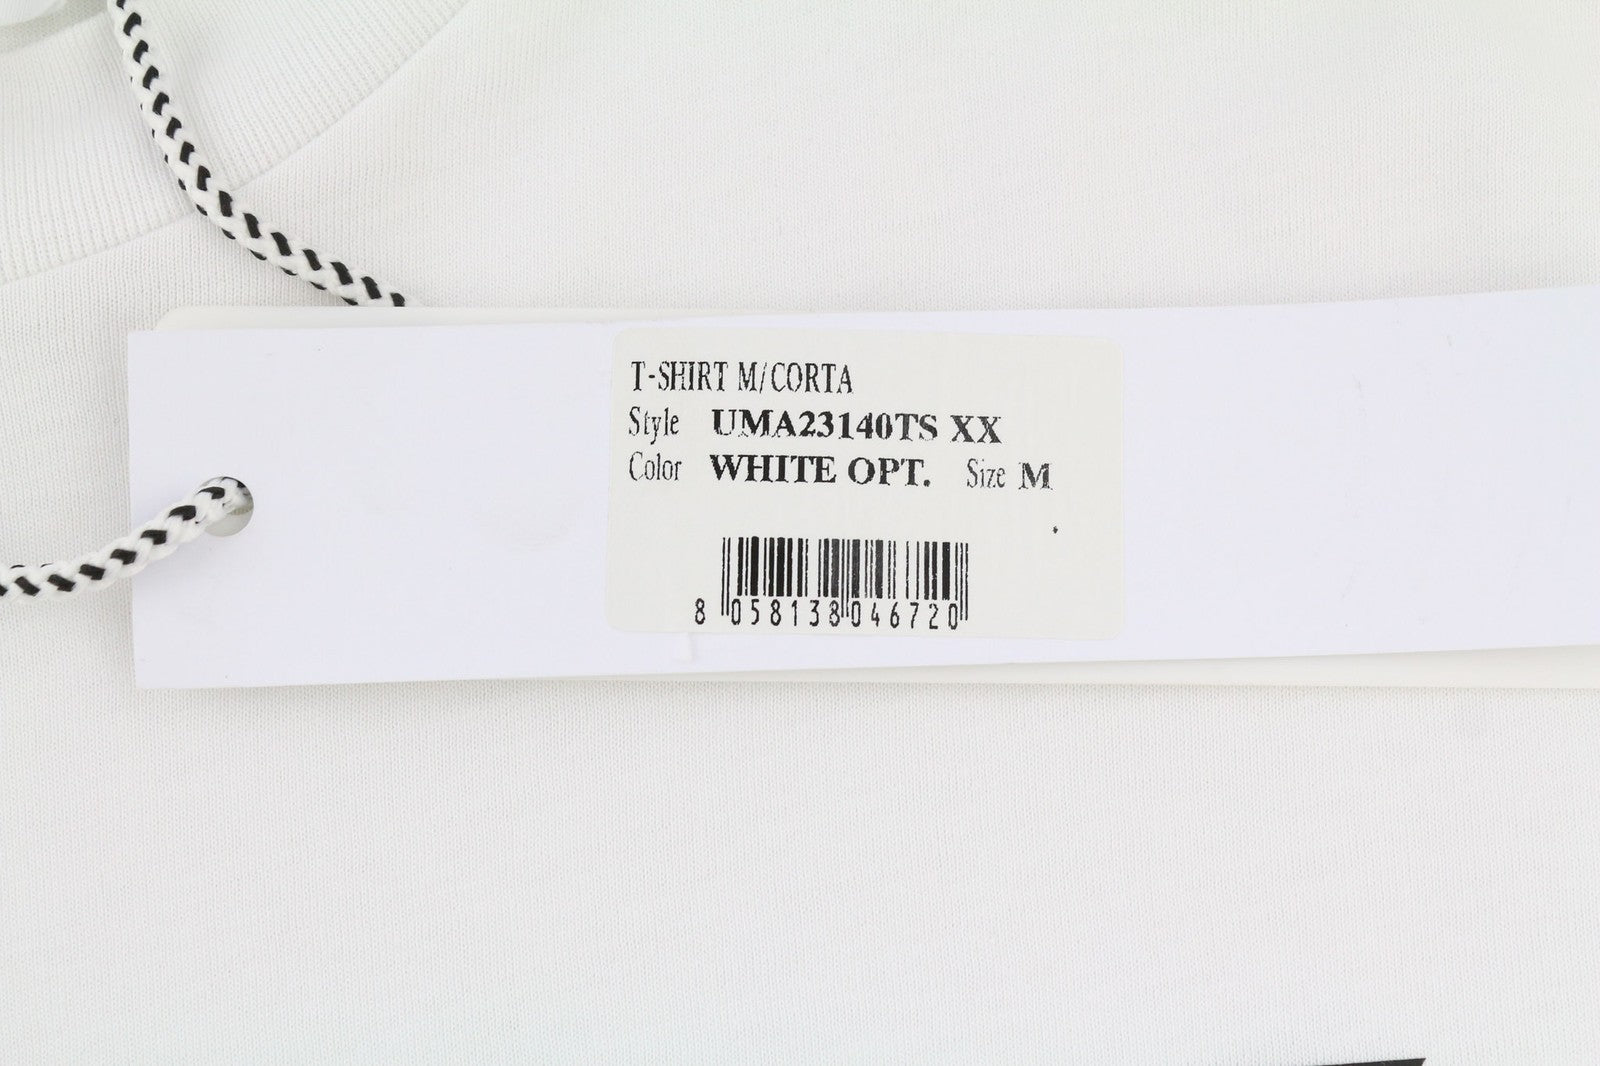 T-SHIRT M/CORTA
Style UMA23140TS XX
Color WHITE OPT. Size M
8 058138 046720